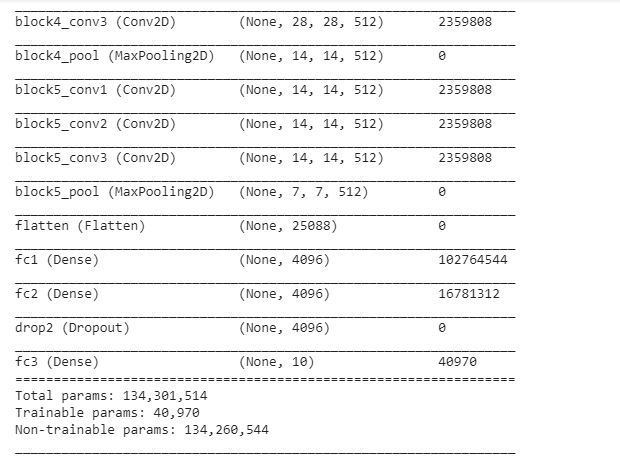 block4_conv3 (Conv2D) (None, 28, 28, 512) 2359808
block4_pool (MaxPooling2D) (None, 14, 14, 512) 0
block5_conv1 (Conv2D) (None, 14, 14, 512) 2359808
block5_conv2 (Conv2D) (None, 14, 14, 512) 2359808
block5_conv3 (Conv2D) (None, 14, 14, 512) 2359808
block5_pool (MaxPooling2D) (None, 7, 7, 512) 0
flatten (Flatten) (None, 25088) 0
fc1 (Dense) (None, 4096) 102764544
fc2 (Dense) (None, 4096) 16781312
drop2 (Dropout) (None, 4096) 0
fc3 (Dense) (None, 10) 40970
Total params: 134,301,514
Trainable params: 40,970
Non-trainable params: 134,260,544